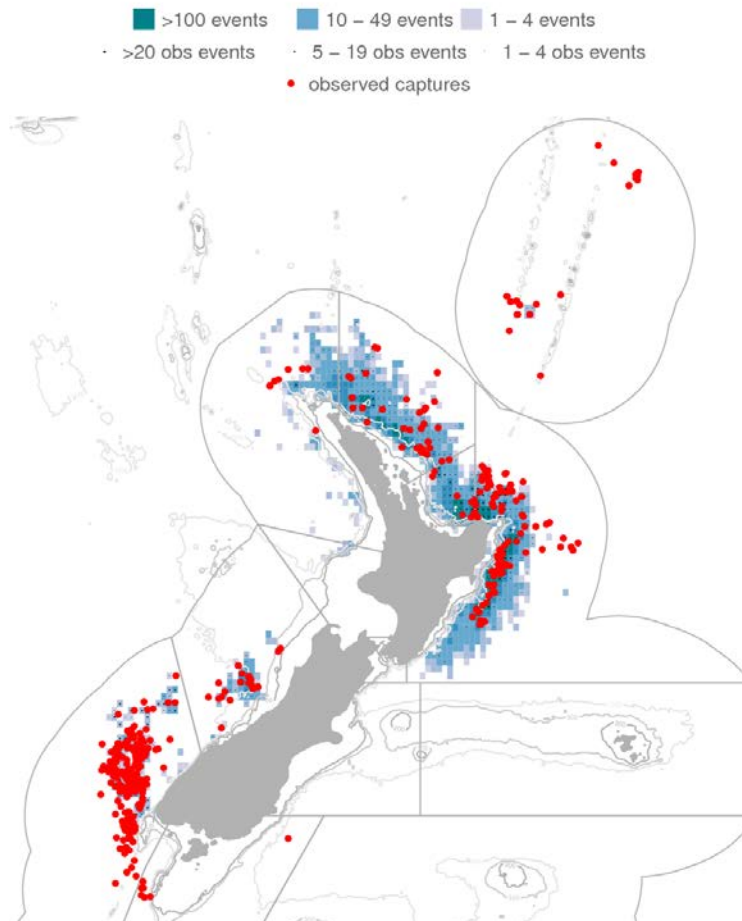 >100 events 10 – 49 events 1 – 4 events
>20 obs events 5 – 19 obs events 1 – 4 obs events
observed captures